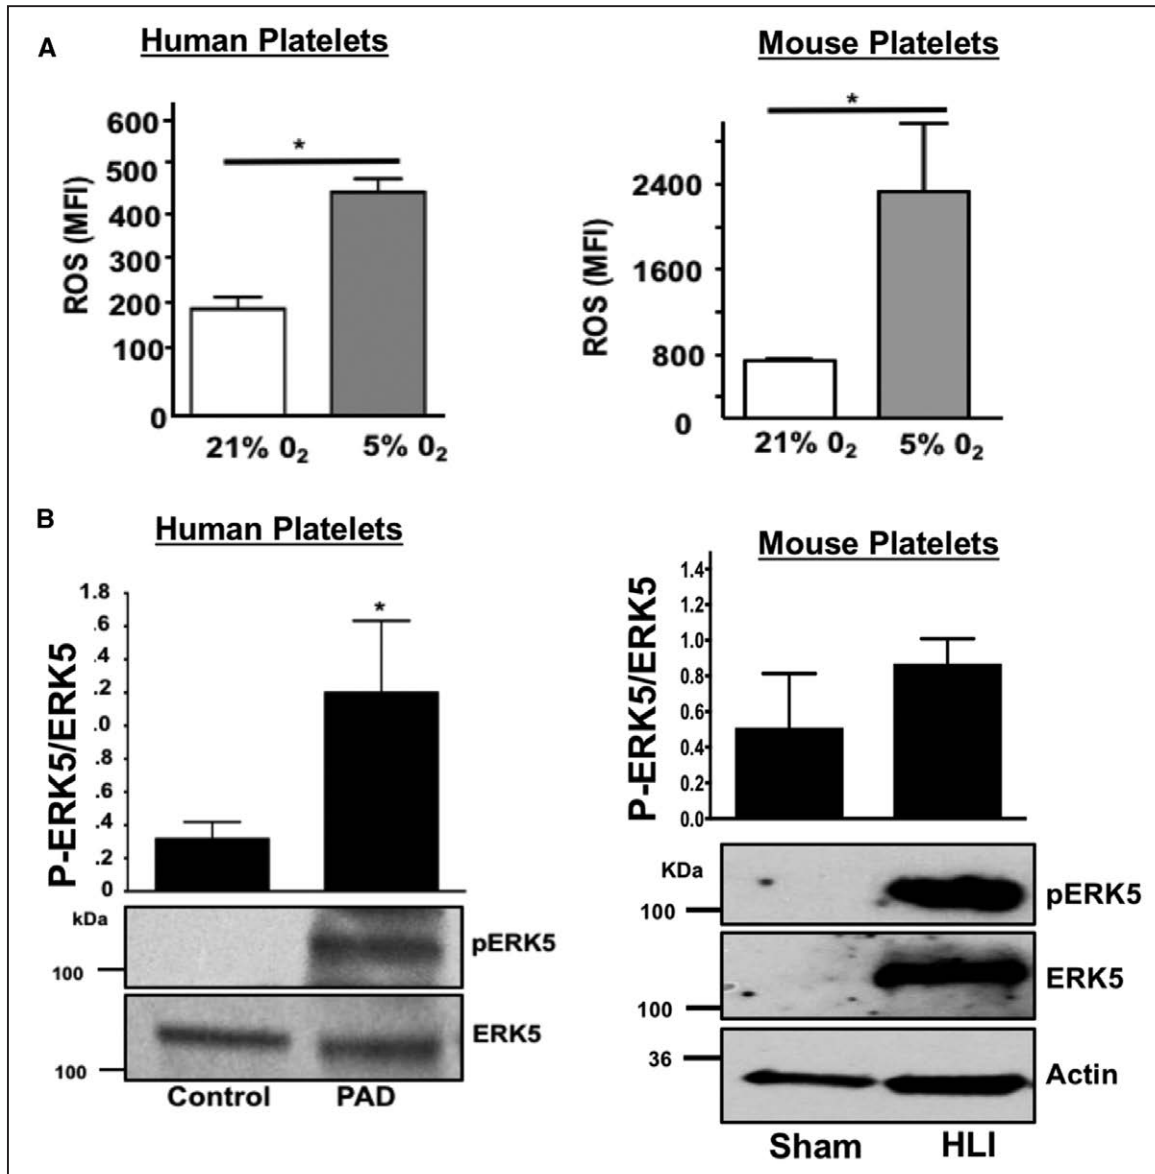 A
Human Platelets
Mouse Platelets
ROS (MFI)
600
500
400
300
200
100
0
*
21% 0₂
5% 0₂
ROS (MFI)
2400
1600
800
0
*
21% 0₂
5% 0₂
B
Human Platelets
Mouse Platelets
P-ERK5/ERK5
1.8
.6
.4
.2
.0
.8
.6
.4
.2
0
*
kDa
100
pERK5
100
ERK5
Control
PAD
P-ERK5/ERK5
1.4
1.2
1.0
0.8
0.6
0.4
0.2
0.0
KDa
100
pERK5
100
ERK5
36
Actin
Sham
HLI